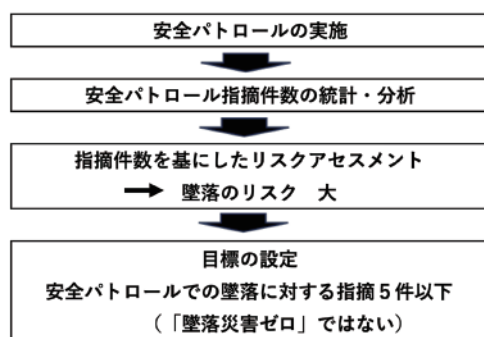 安全パトロールの実施
安全パトロール指摘件数の統計・分析
指摘件数を基にしたリスクアセスメント
→ 墜落のリスク 大
目標の設定
安全パトロールでの墜落に対する指摘5件以下
(「墜落災害ゼロ」ではない)